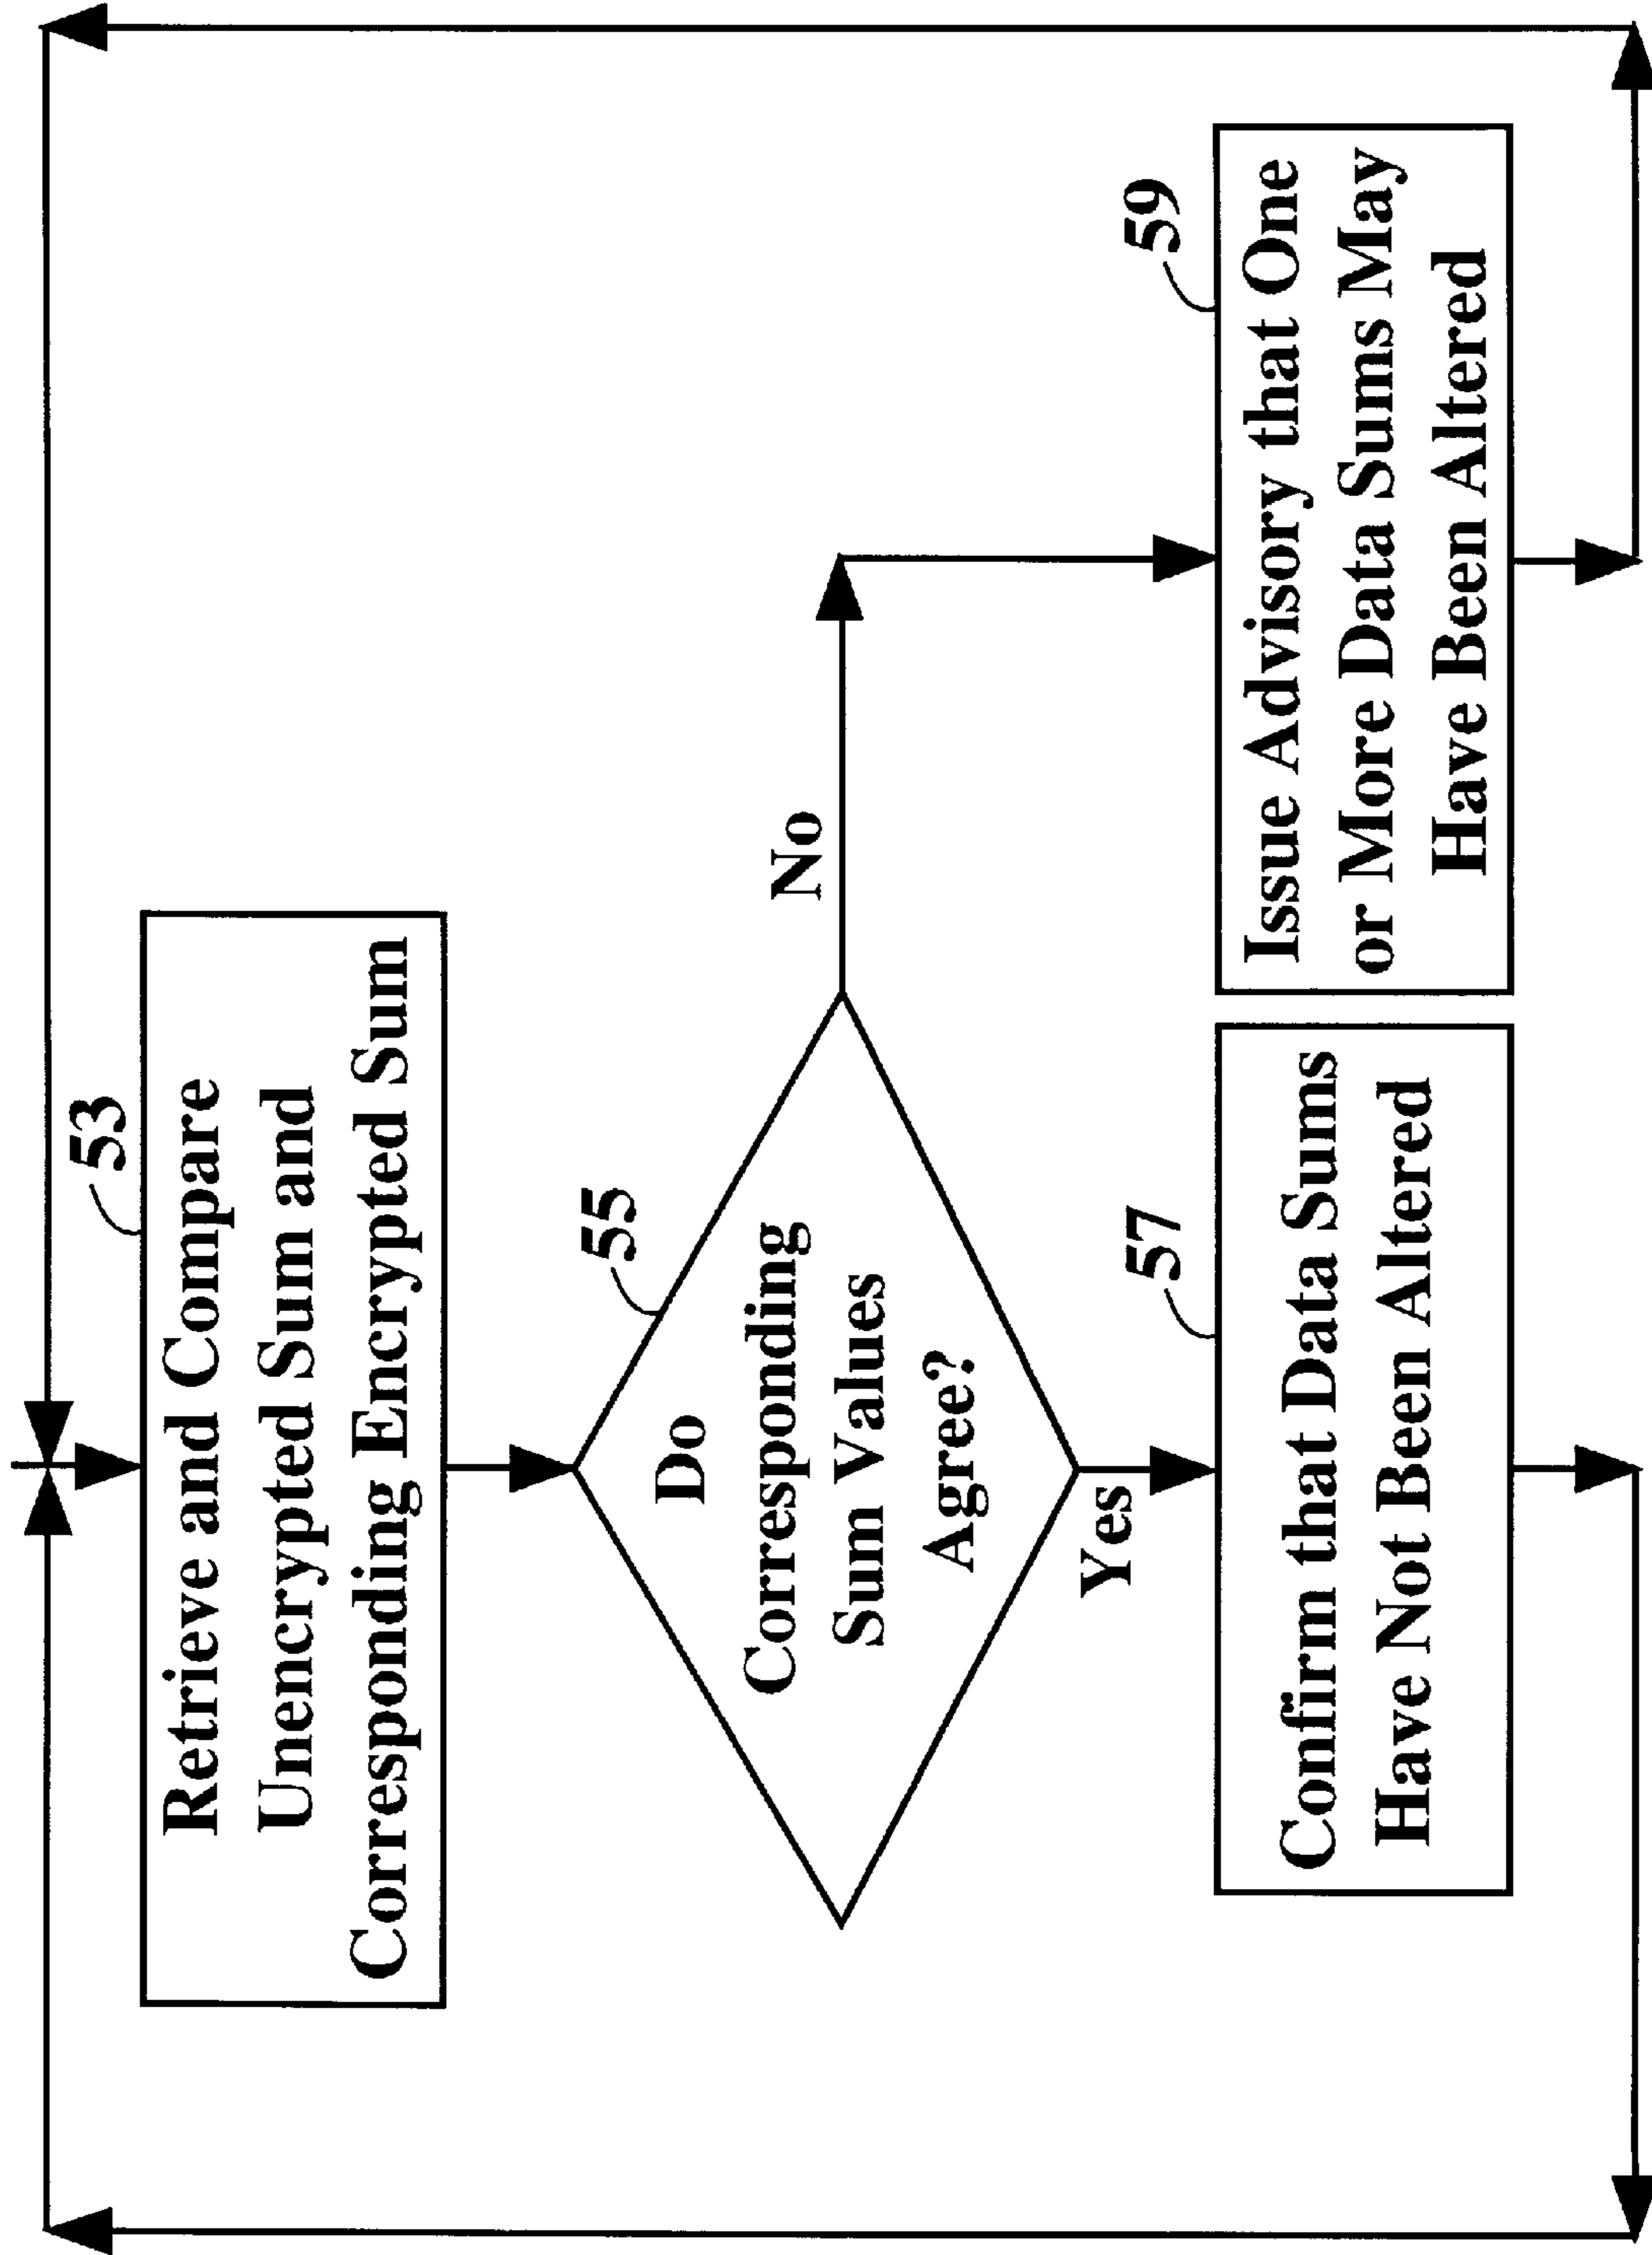 53
Retrieve and Compare
Unencrypted Sum and
Corresponding Encrypted Sum
55
Do
Corresponding
Sum Values
Agree?
No
Yes
57
Confirm that Data Sums
Have Not Been Altered
59
Issue Advisory that One
or More Data Sums May
Have Been Altered